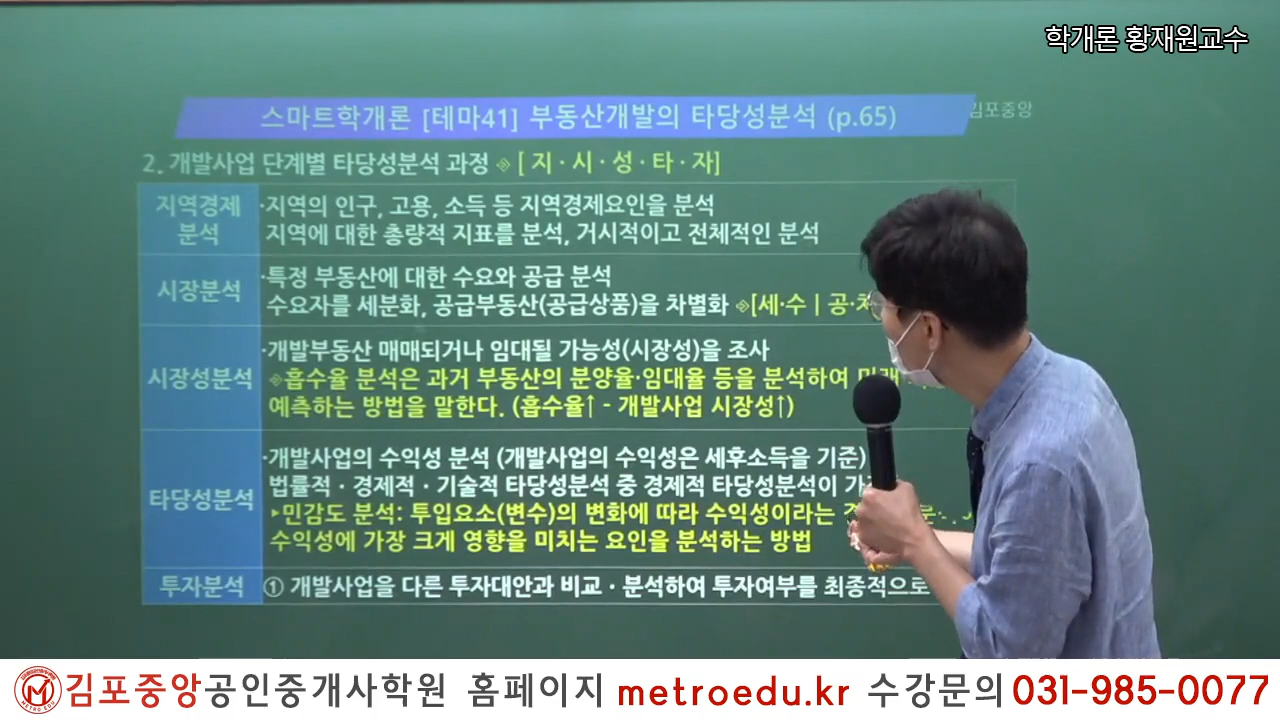 학개론 황재원교수
스마트학개론 [테마41] 부동산개발의 타당성분석 (p.65)
김포중앙
2. 개발사업 단계별 타당성분석 과정 ※ [ 지 · 시 · 성 · 타 · 자]
지역경제 분석
·지역의 인구, 고용, 소득 등 지역경제요인을 분석
지역에 대한 총량적 지표를 분석, 거시적이고 전체적인 분석
시장분석
·특정 부동산에 대한 수요와 공급 분석
수요자를 세분화, 공급부동산(공급상품)을 차별화 ※[세·수 | 공·차
시장성분석
·개발부동산 매매되거나 임대될 가능성(시장성)을 조사
※흡수율 분석은 과거 부동산의 분양율·임대율 등을 분석하여 미래
예측하는 방법을 말한다. (흡수율↑ - 개발사업 시장성↑)
타당성분석
·개발사업의 수익성 분석 (개발사업의 수익성은 세후소득을 기준)
법률적 · 경제적 · 기술적 타당성분석 중 경제적 타당성분석이
▸민감도 분석: 투입요소(변수)의 변화에 따라 수익성이라는
수익성에 가장 크게 영향을 미치는 요인을 분석하는 방법
투자분석
① 개발사업을 다른 투자대안과 비교 · 분석하여 투자여부를 최종적으로
김포중앙공인중개사학원 홈페이지 metroedu.kr 수강문의 031-985-0077